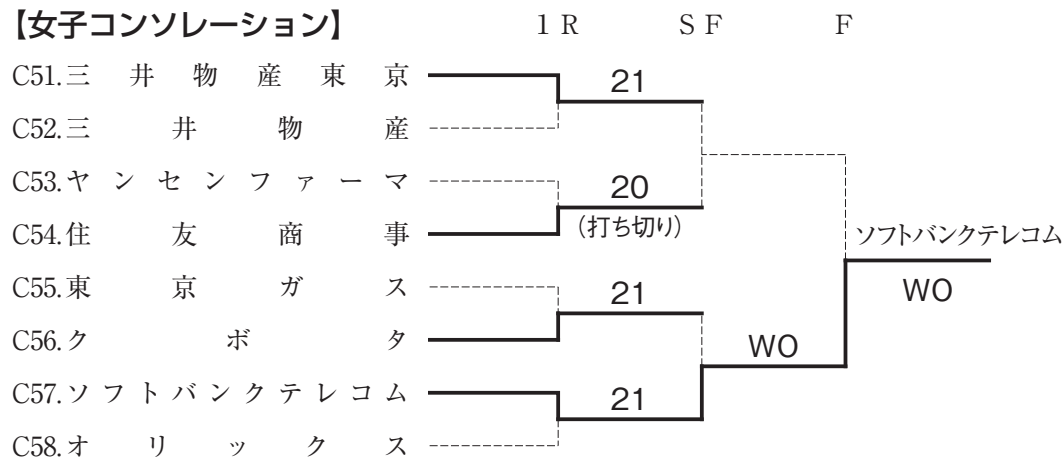 【女子コンソレーション】 1R SF F
C51.三井物産東京
21
C52.三井物産
C53.ヤンセンファーマ
20
(打ち切り)
C54.住友商事
ソフトバンクテレコム
WO
C55.東京ガス
21
C56.クボタ
WO
C57.ソフトバンクテレコム
21
C58.オリックス